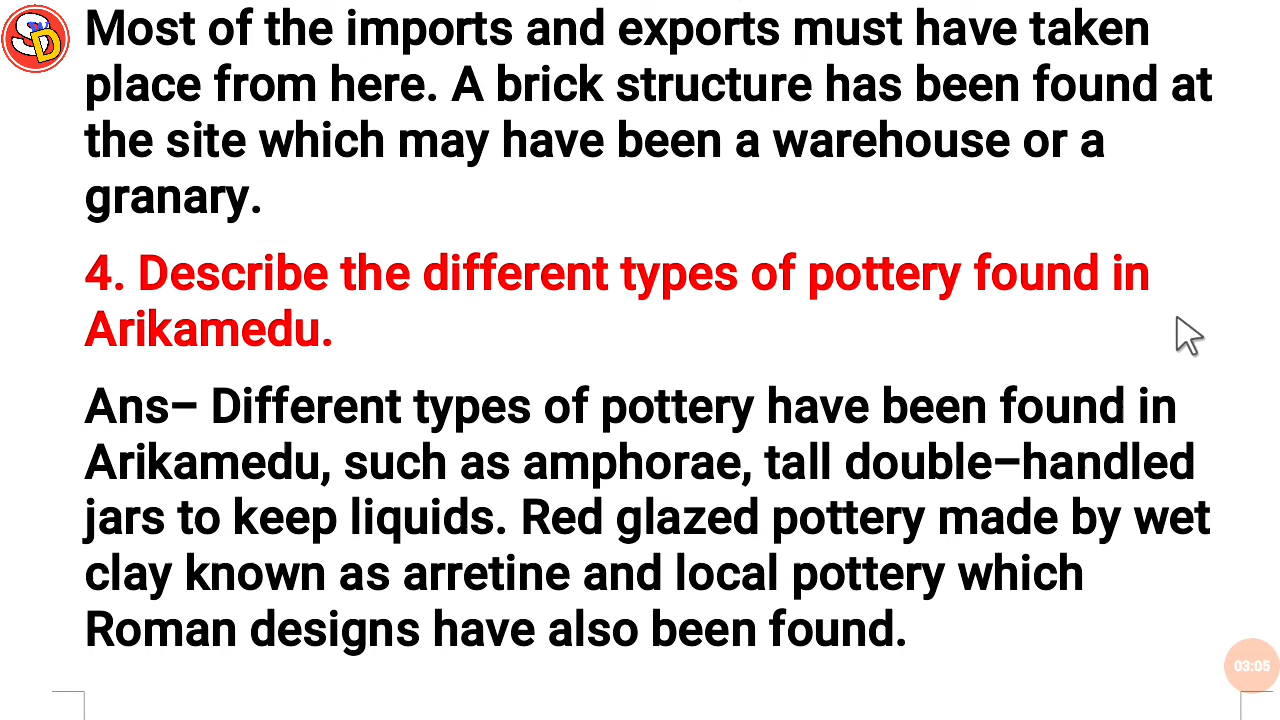 SD
Most of the imports and exports must have taken
place from here. A brick structure has been found at
the site which may have been a warehouse or a
granary.
4. Describe the different types of pottery found in
Arikamedu.
Ans– Different types of pottery have been found in
Arikamedu, such as amphorae, tall double–handled
jars to keep liquids. Red glazed pottery made by wet
clay known as arretine and local pottery which
Roman designs have also been found.
03:05